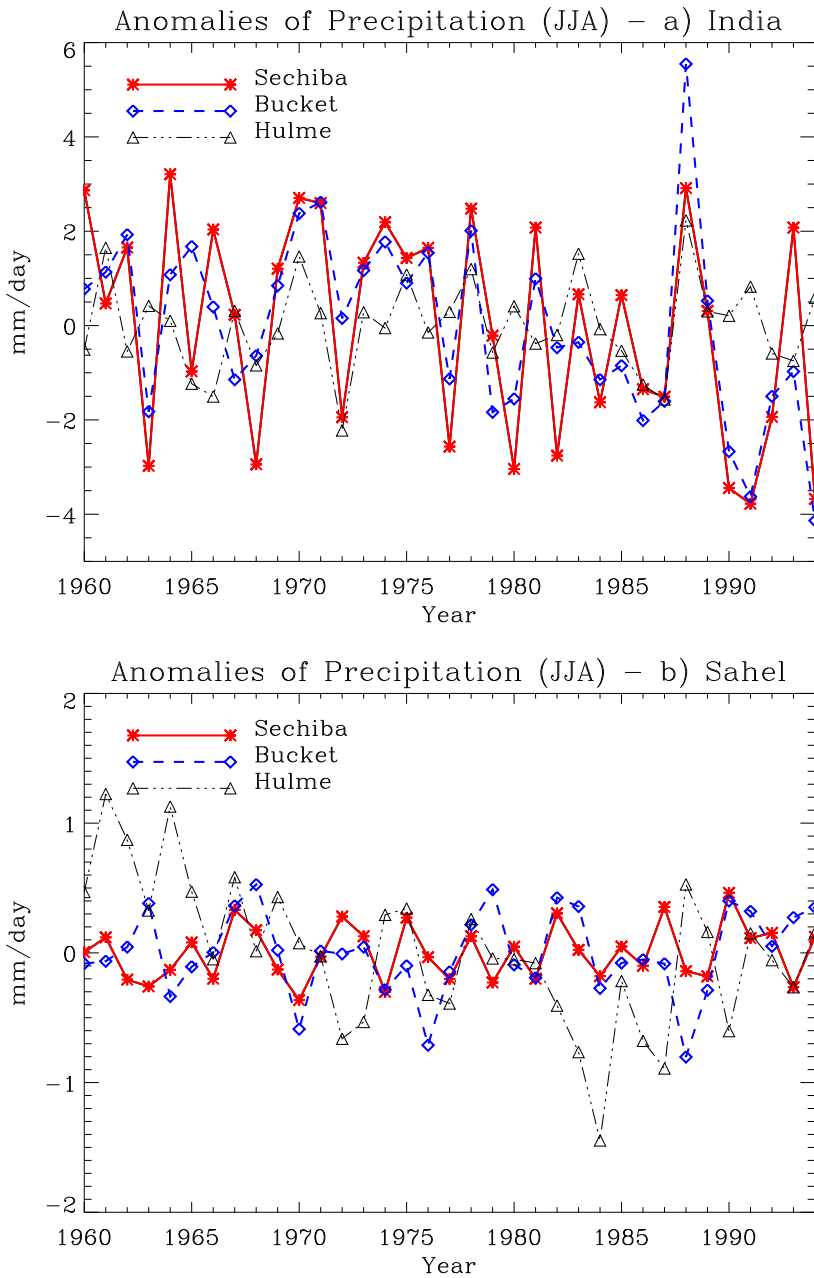 Anomalies of Precipitation (JJA) − a) India
6
Sechiba
Bucket
Hulme
4
2
0
−2
−4
mm/day
1960 1965 1970 1975 1980 1985 1990
Year
Anomalies of Precipitation (JJA) − b) Sahel
2
Sechiba
Bucket
Hulme
1
0
−1
−2
mm/day
1960 1965 1970 1975 1980 1985 1990
Year